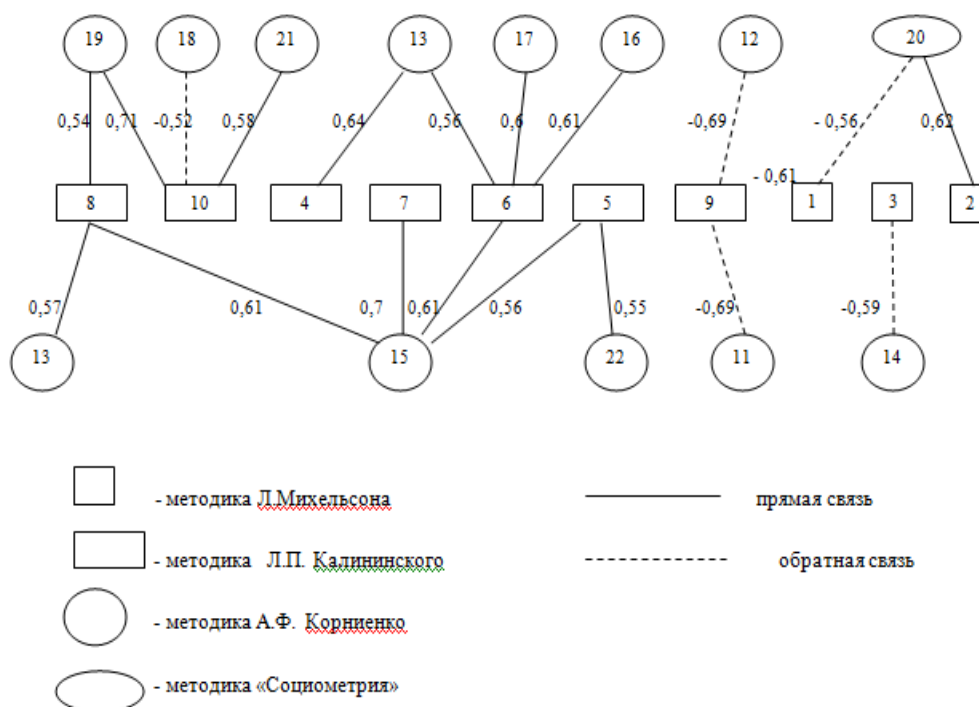 19 18 21 13 17 16 12 20
0,54 0,71 -0,52 0,58 0,64 0,56 0,6 0,61 -0,69 - 0,56 0,62
- 0,61
8 10 4 7 6 5 9 1 3 2
0,57 0,61 0,7 0,61 0,56 0,55 -0,69 -0,59
13 15 22 11 14
- методика Л.Михельсона прямая связь
- методика Л.П. Калининского обратная связь
- методика А.Ф. Корниенко
- методика «Социометрия»